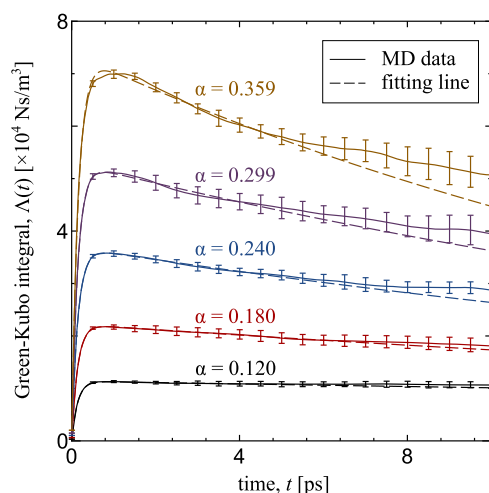 8
MD data
fitting line
α = 0.359
α = 0.299
4
α = 0.240
α = 0.180
α = 0.120
0
0
4
8
time, t [ps]
Green-Kubo integral, Λ(t) [×10⁴ Ns/m³]